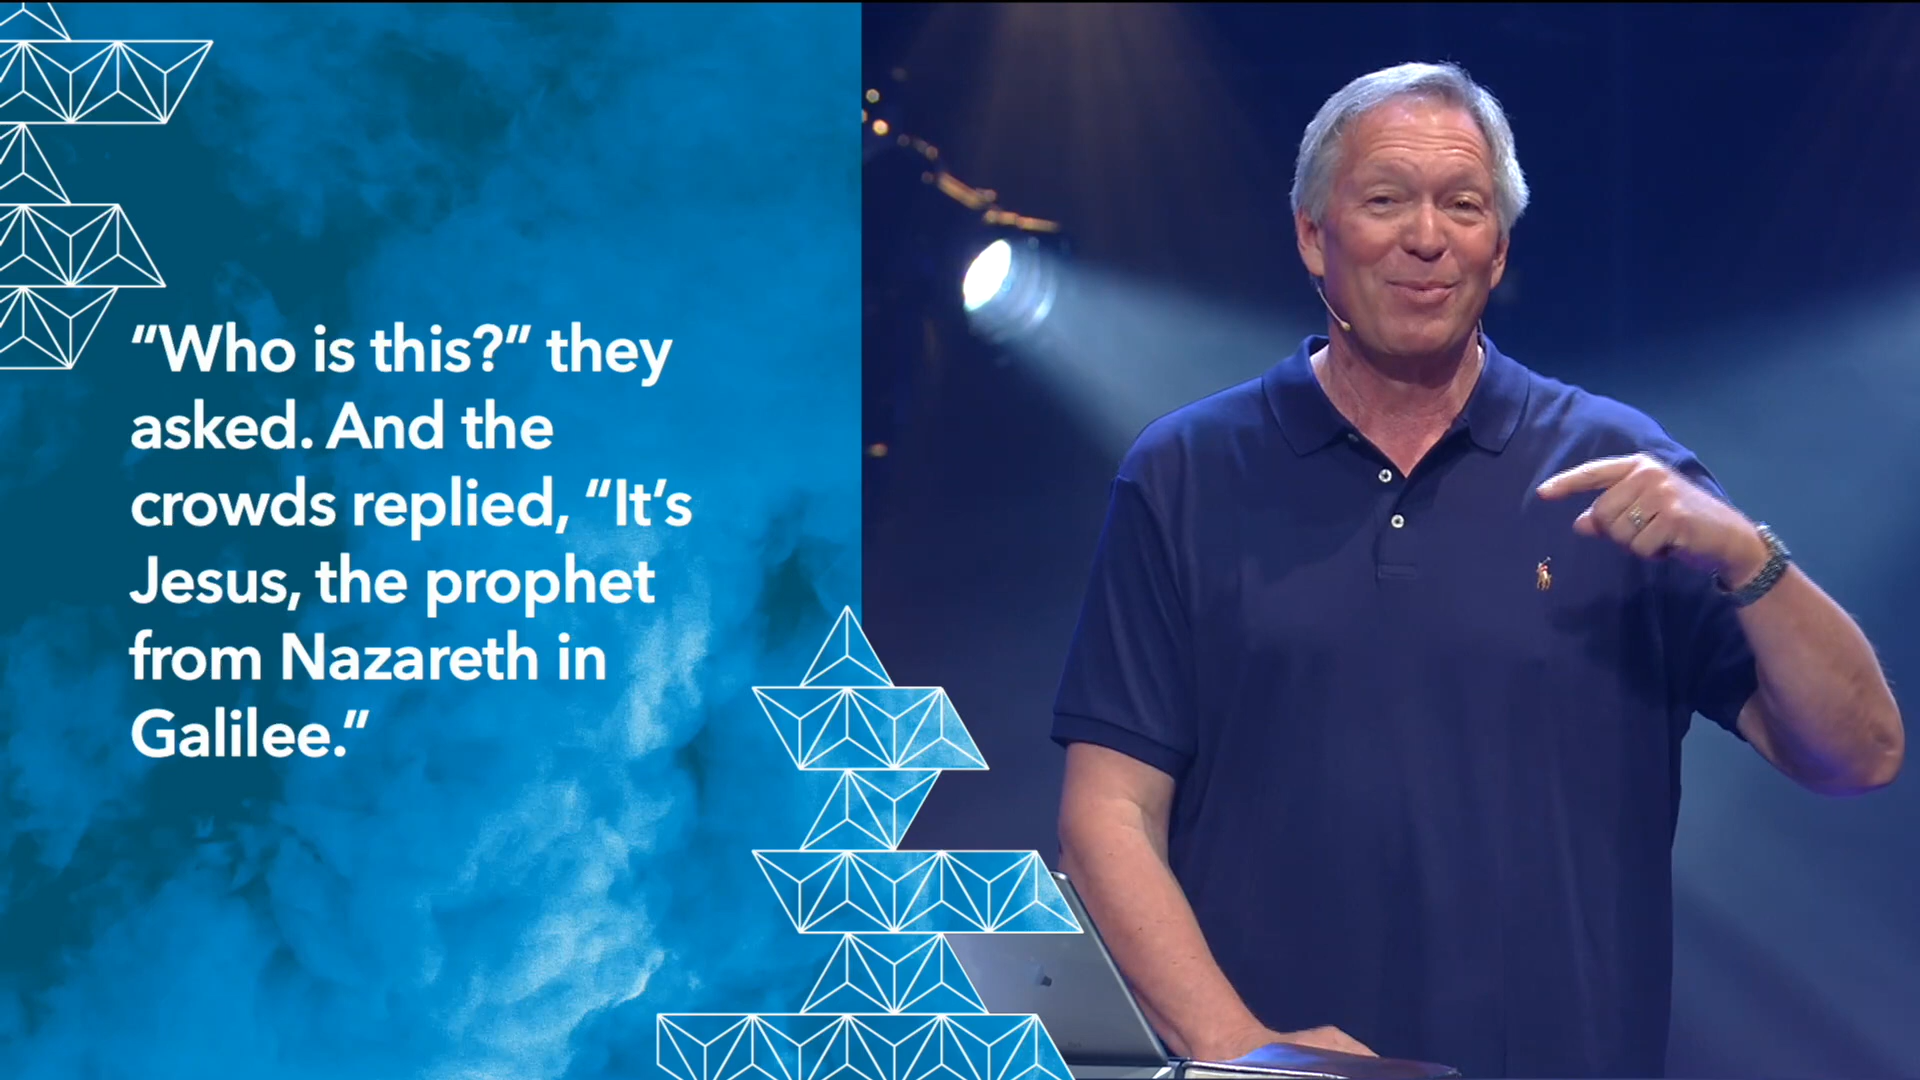 “Who is this?” they
asked. And the
crowds replied, “It’s
Jesus, the prophet
from Nazareth in
Galilee.”